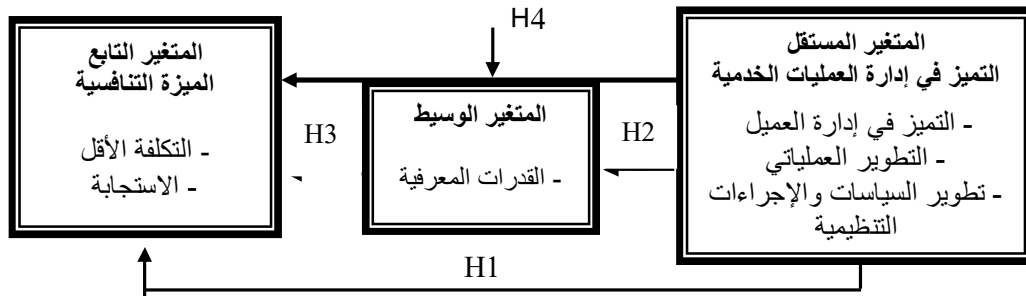 H4
المتغير المستقل
التميز في إدارة العمليات الخدمية
- التميز في إدارة العميل
- التطوير العملياتي
- تطوير السياسات والإجراءات
التنظيمية
H2
المتغير الوسيط
- القدرات المعرفية
H3
المتغير التابع
الميزة التنافسية
- التكلفة الأقل
- الاستجابة
H1